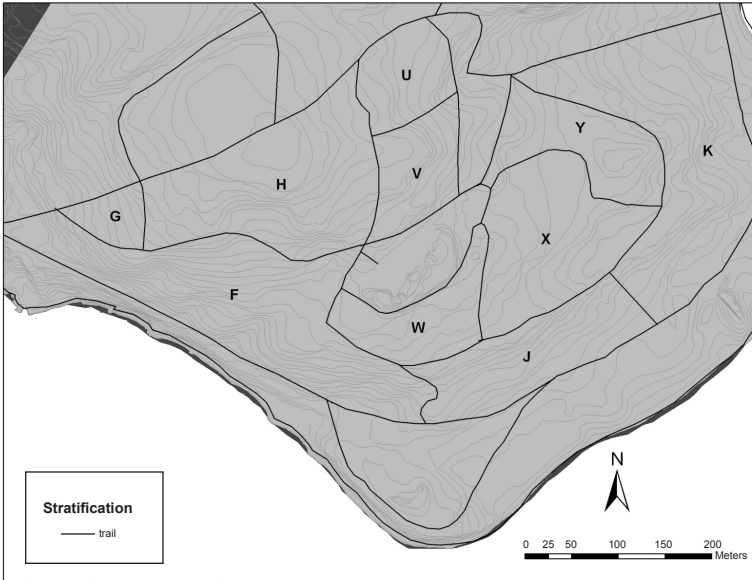 U
Y
K
V
H
G
X
F
W
J
Stratification
trail
N
0 25 50 100 150 200
Meters